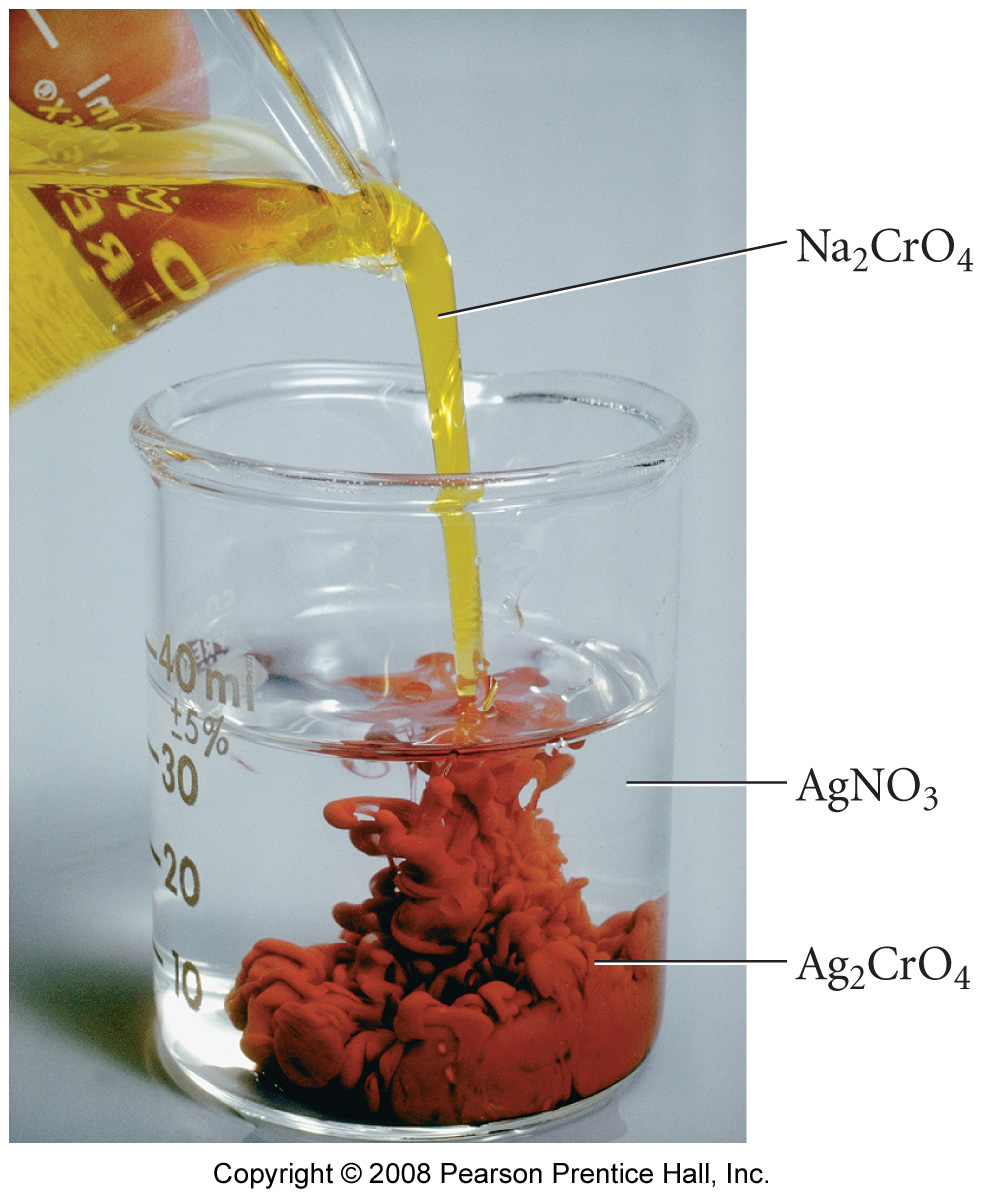 Na₂CrO₄
40 ml
±5%
30
AgNO₃
20
Ag₂CrO₄
10
Copyright © 2008 Pearson Prentice Hall, Inc.